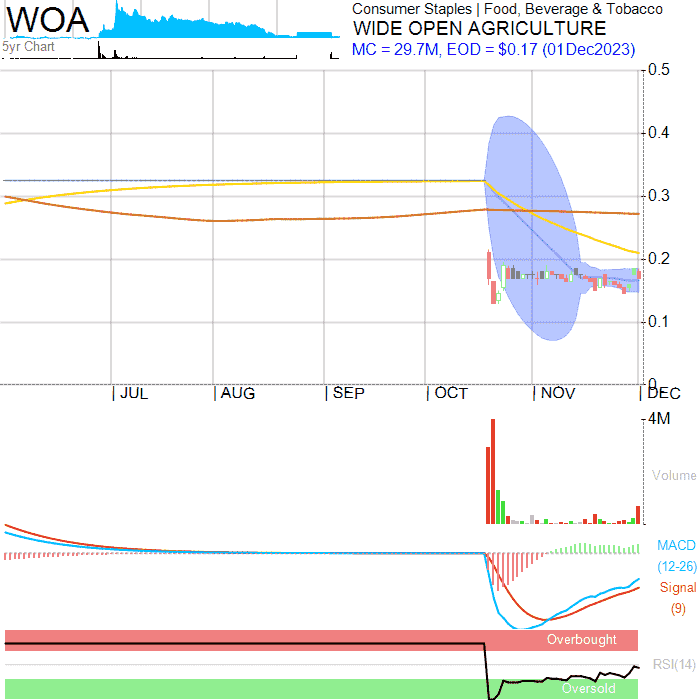 WOA
5yr Chart
Consumer Staples | Food, Beverage & Tobacco
WIDE OPEN AGRICULTURE
MC = 29.7M, EOD = $0.17 (01Dec2023)
0.5
0.4
0.3
0.2
0.1
0
JUL
AUG
SEP
OCT
NOV
DEC
4M
Volume
MACD
(12-26)
Signal
(9)
Overbought
RSI(14)
Oversold